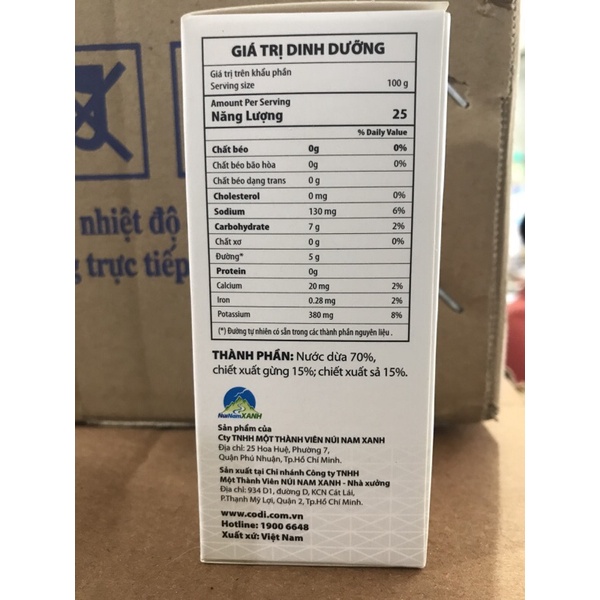 GIÁ TRỊ DINH DƯỠNG
Giá trị trên khẩu phần
Serving size 100 g
Amount Per Serving
Năng Lượng 25
% Daily Value
Chất béo 0g 0%
Chất béo bão hòa 0g 0%
Chất béo dạng trans 0 g
Cholesterol 0 mg 0%
Sodium 130 mg 6%
Carbohydrate 7 g 2%
Chất xơ 0 g 0%
Đường* 5 g
Protein 0g
Calcium 20 mg 2%
Iron 0.28 mg 2%
Potassium 380 mg 8%
(*) Đường tự nhiên có sẵn trong các thành phần nguyên liệu .
THÀNH PHẦN: Nước dừa 70%,
chiết xuất gừng 15%; chiết xuất sả 15%.
NuiNamXANH
Sản phẩm của
Cty TNHH MỘT THÀNH VIÊN NÚI NAM XANH
Địa chỉ: 25 Hoa Huệ, Phường 7,
Quận Phú Nhuận, Tp.Hồ Chí Minh.
Sản xuất tại Chi nhánh Công ty TNHH
Một Thành Viên NÚI NAM XANH - Nhà xưởng
Địa chỉ: 934 D1, đường D, KCN Cát Lái,
P.Thạnh Mỹ Lợi, Quận 2, Tp.Hồ Chí Minh.
www.codi.com.vn
Hotline: 1900 6648
Xuất xứ: Việt Nam
nhiệt độ
trực tiếp